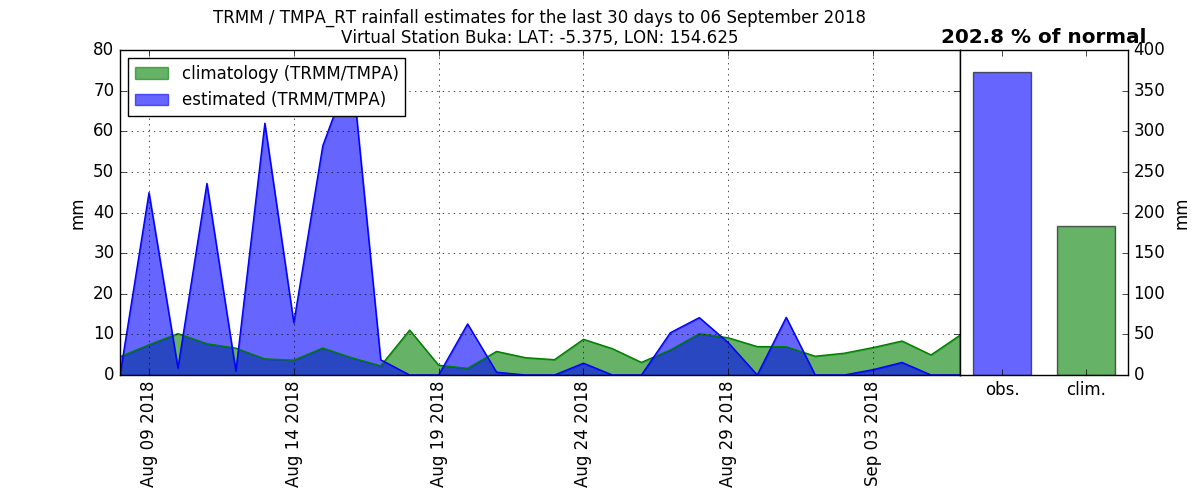 TRMM / TMPA_RT rainfall estimates for the last 30 days to 06 September 2018
Virtual Station Buka: LAT: -5.375, LON: 154.625
202.8 % of normal
climatology (TRMM/TMPA)
estimated (TRMM/TMPA)
mm
80
70
60
50
40
30
20
10
0
Aug 09 2018
Aug 14 2018
Aug 19 2018
Aug 24 2018
Aug 29 2018
Sep 03 2018
obs.
clim.
400
350
300
250
200
150
100
50
0
mm